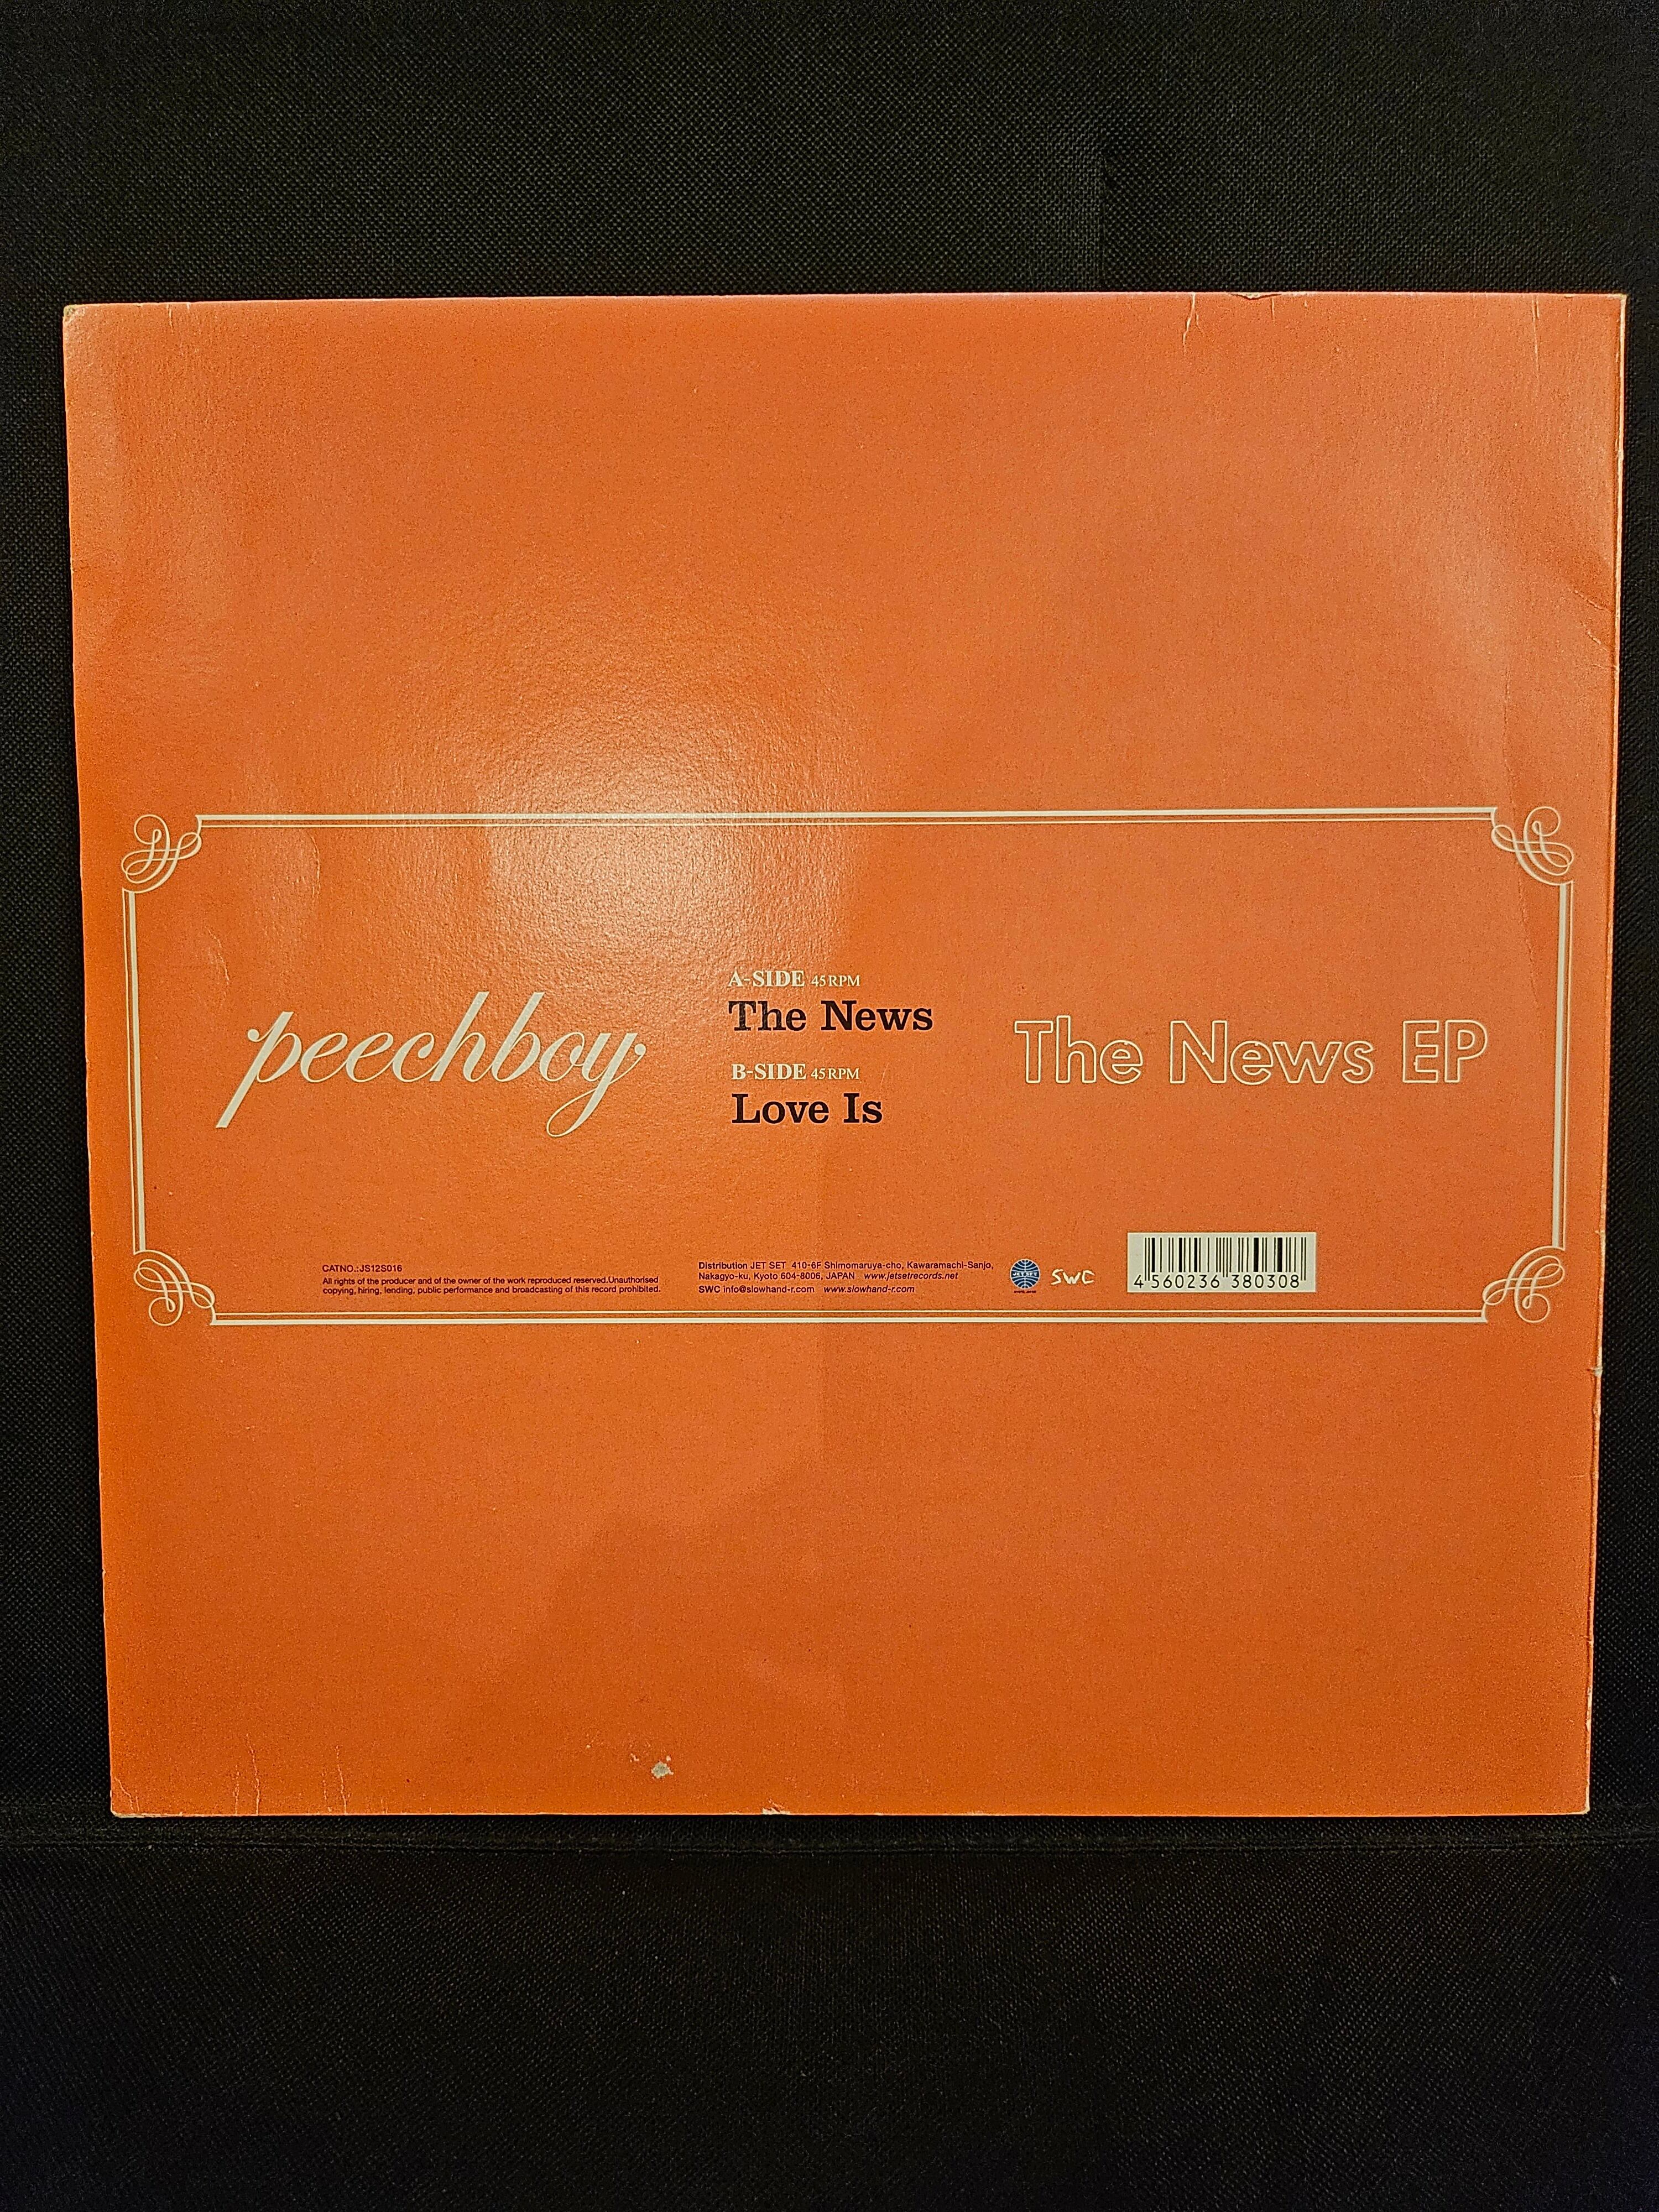 peechboy
A-SIDE 45RPM
The News
B-SIDE 45RPM
Love Is
The News EP
CATNO.:JS12S016
All rights of the producer and of the owner of the work reproduced reserved.Unauthorised
copying, hiring, lending, public performance and broadcasting of this record prohibited.
Distribution JET SET 410-6F Shimomaruya-cho, Kawaramachi-Sanjo,
Nakagyo-ku, Kyoto 604-8006, JAPAN www.jetsetrecords.net
SWC info@slowhand-r.com www.slowhand-r.com
JET SET
SWC
4 560236 380308